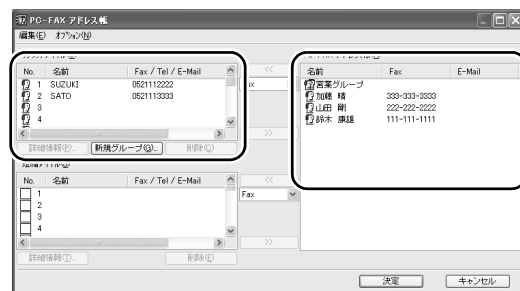 PC-FAX アドレス帳
編集(E) オプション(N)
No. 名前 Fax / Tel / E-Mail
1 SUZUKI 0521112222
2 SATO 0521113333
3
4
詳細情報(P)... 新規グループ(G)... 削除(C)
No. 名前 Fax / Tel / E-Mail
1
2
3
4
詳細情報(T)... 削除(E)
<<
>>
<<
Fax
>>
名前 Fax E-Mail
営業グループ
加藤 晴 333-333-3333
山田 剛 222-222-2222
鈴木 康雄 111-111-1111
決定 キャンセル